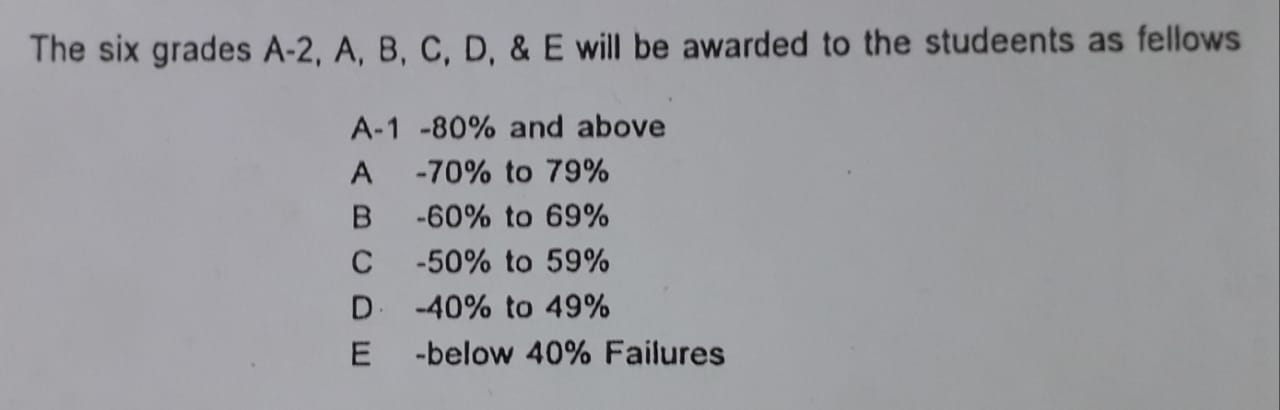 The six grades A-2, A, B, C, D, & E will be awarded to the studeents as fellows
A-1 -80% and above
A -70% to 79%
B -60% to 69%
C -50% to 59%
D -40% to 49%
E -below 40% Failures